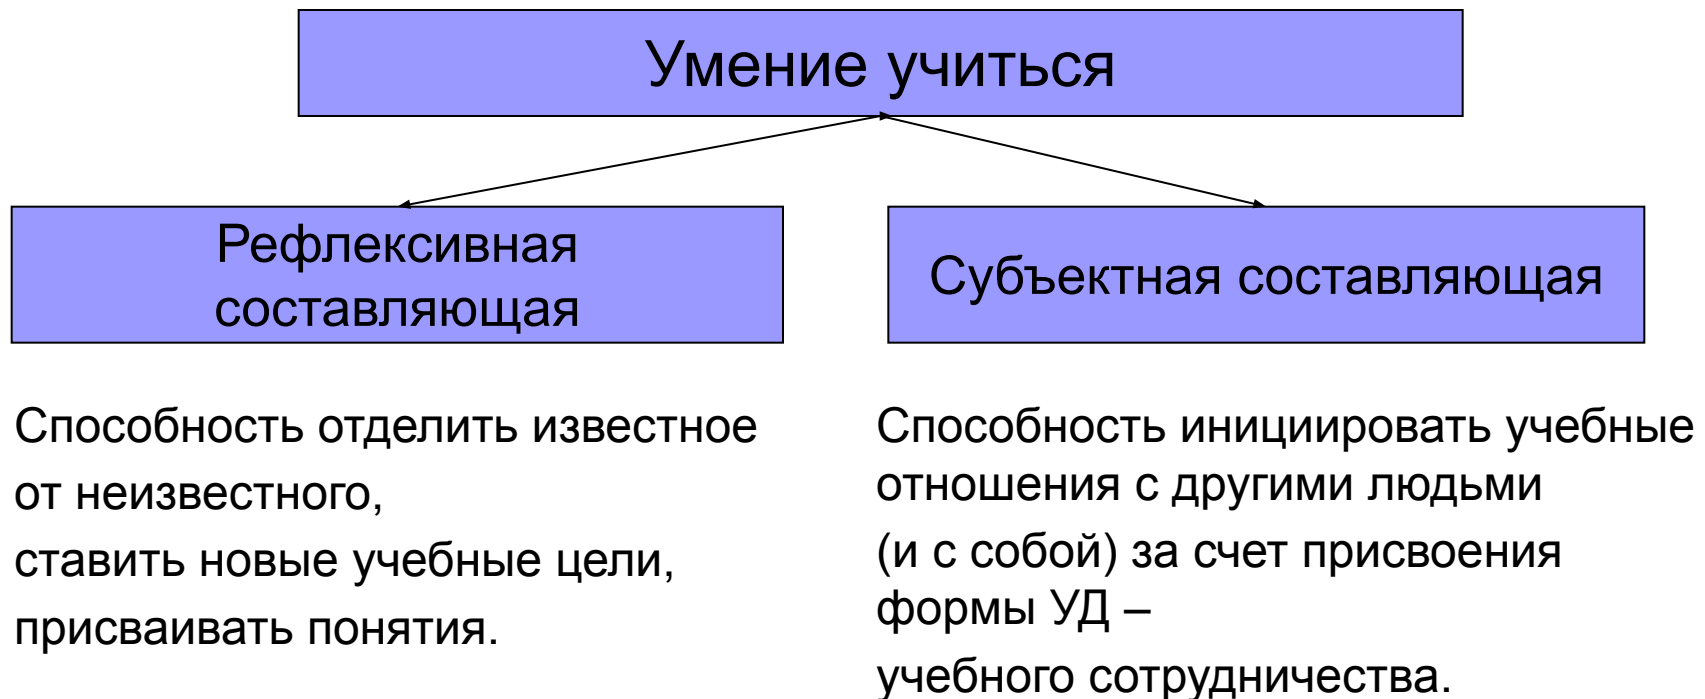 Умение учиться
Рефлексивная
составляющая
Субъектная составляющая
Способность отделить известное
от неизвестного,
ставить новые учебные цели,
присваивать понятия.
Способность инициировать учебные
отношения с другими людьми
(и с собой) за счет присвоения
формы УД –
учебного сотрудничества.